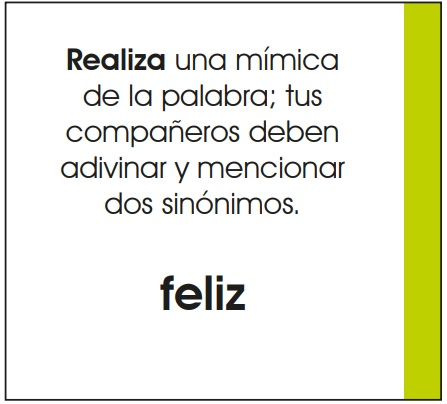 Realiza una mímica
de la palabra; tus
compañeros deben
adivinar y mencionar
dos sinónimos.
feliz